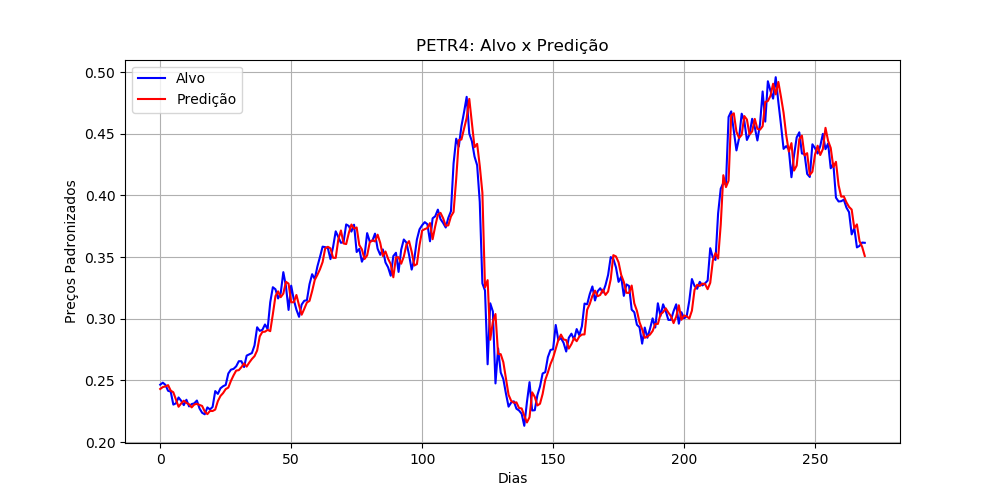 PETR4: Alvo x Predição
Alvo
Predição
0.50
0.45
0.40
0.35
0.30
0.25
0.20
Preços Padronizados
0 50 100 150 200 250
Dias